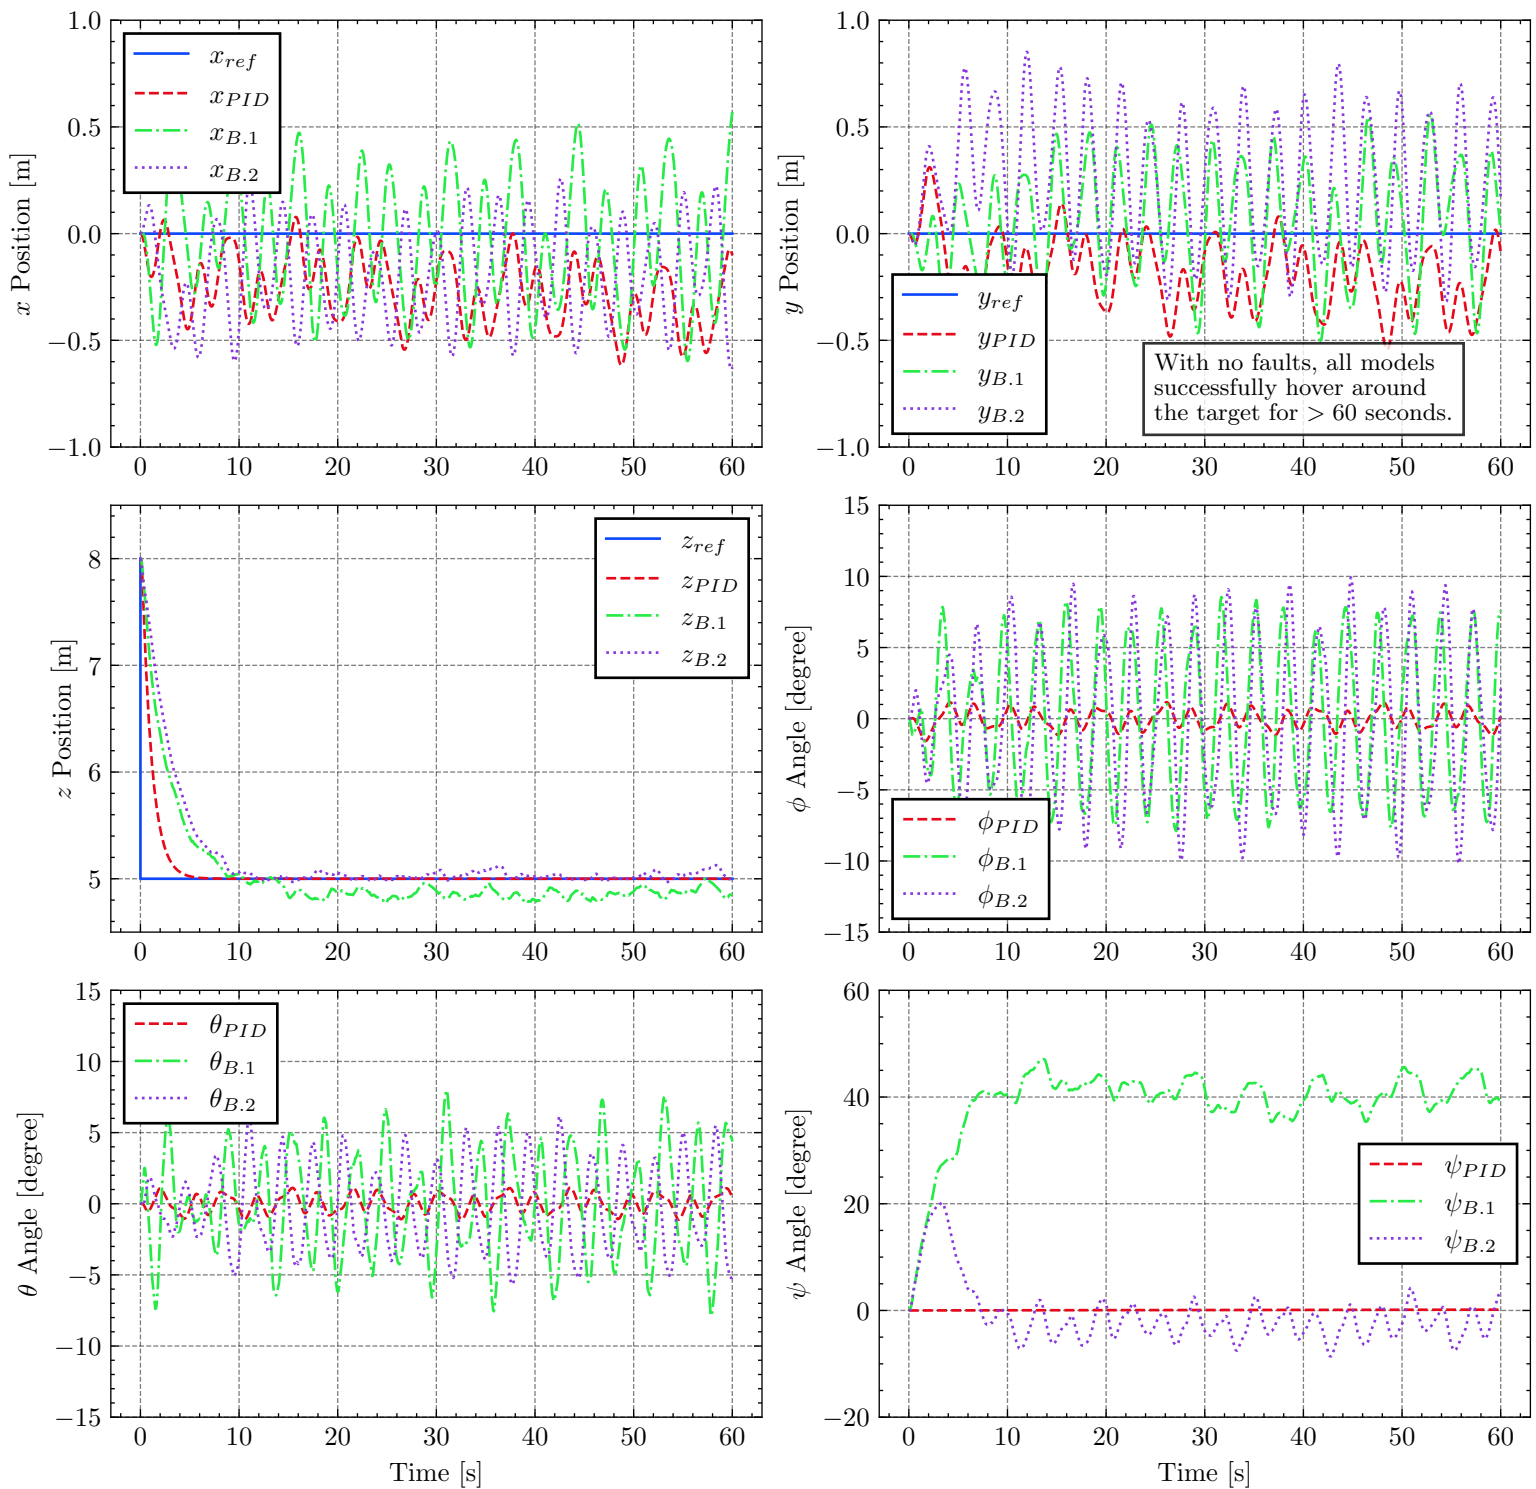 1.0
0.5
0.0
−0.5
−1.0
x Position [m]
x_ref
x_PID
x_B.1
x_B.2
0 10 20 30 40 50 60
1.0
0.5
0.0
−0.5
−1.0
y Position [m]
y_ref
y_PID
y_B.1
y_B.2
With no faults, all models
successfully hover around
the target for > 60 seconds.
0 10 20 30 40 50 60
8
7
6
5
z Position [m]
z_ref
z_PID
z_B.1
z_B.2
0 10 20 30 40 50 60
15
10
5
0
−5
−10
−15
ϕ Angle [degree]
ϕ_PID
ϕ_B.1
ϕ_B.2
0 10 20 30 40 50 60
15
10
5
0
−5
−10
−15
θ Angle [degree]
θ_PID
θ_B.1
θ_B.2
0 10 20 30 40 50 60
Time [s]
60
40
20
0
−20
ψ Angle [degree]
ψ_PID
ψ_B.1
ψ_B.2
0 10 20 30 40 50 60
Time [s]